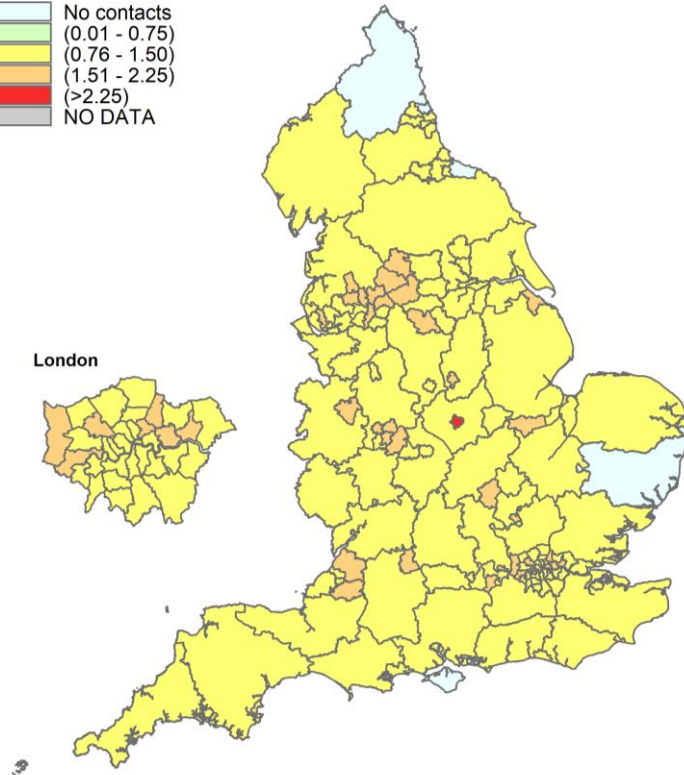 No contacts
(0.01 - 0.75)
(0.76 - 1.50)
(1.51 - 2.25)
(>2.25)
NO DATA
London